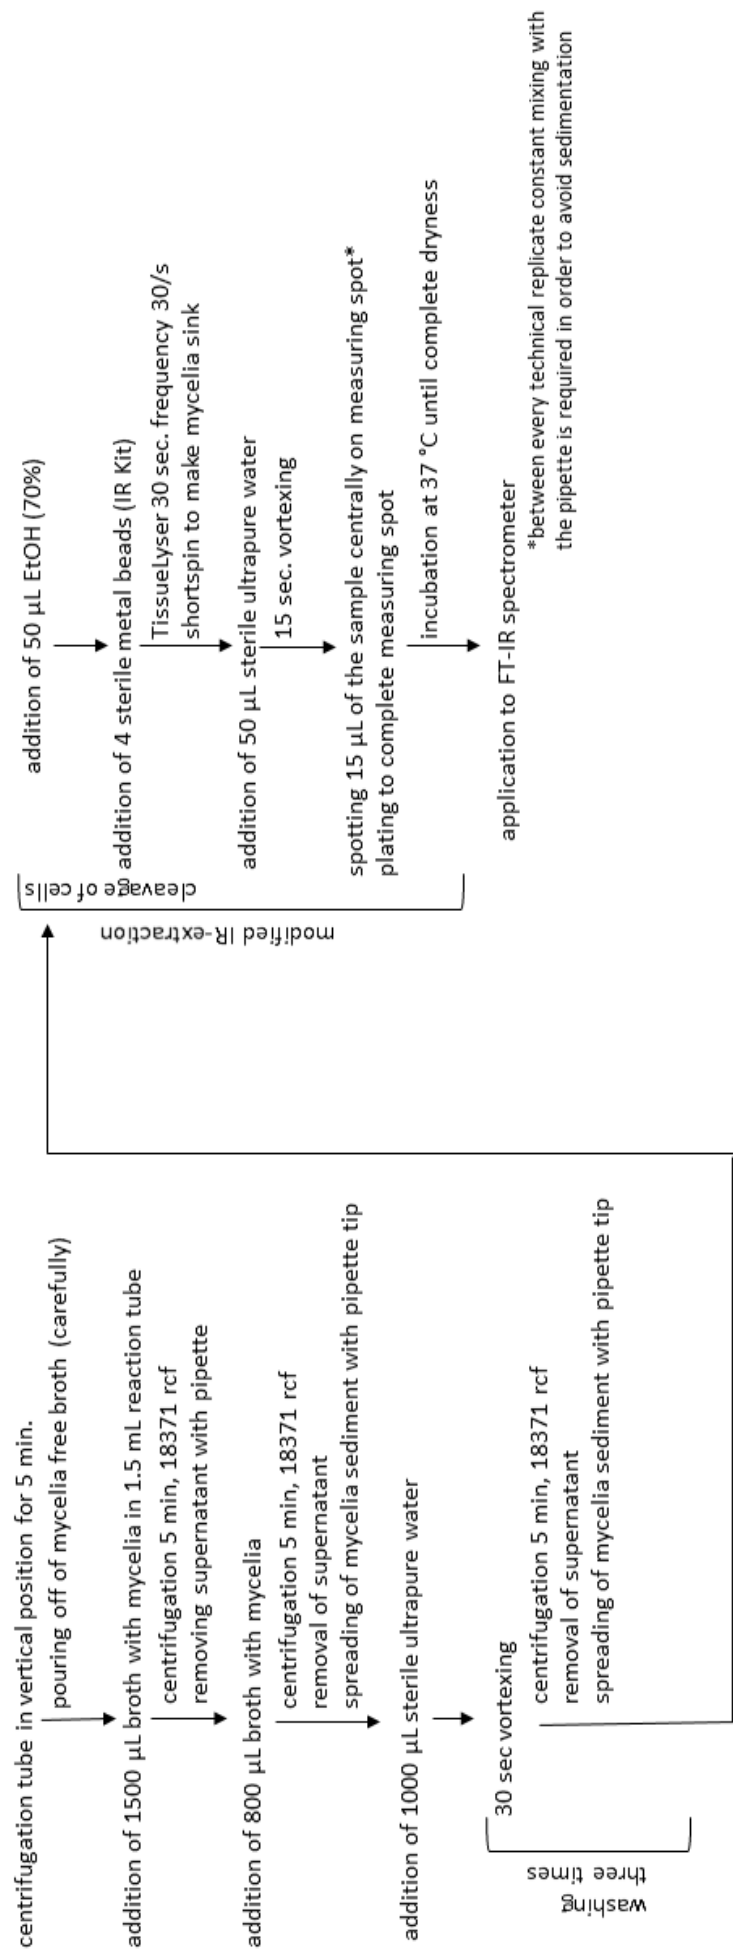 centrifugation tube in vertical position for 5 min.
pouring off of mycelia free broth (carefully)
addition of 1500 µL broth with mycelia in 1.5 mL reaction tube
centrifugation 5 min, 18371 rcf
removing supernatant with pipette
addition of 800 µL broth with mycelia
centrifugation 5 min, 18371 rcf
removal of supernatant
spreading of mycelia sediment with pipette tip
addition of 1000 µL sterile ultrapure water
30 sec vortexing
centrifugation 5 min, 18371 rcf
removal of supernatant
spreading of mycelia sediment with pipette tip
washing
three times
addition of 50 µL EtOH (70%)
addition of 4 sterile metal beads (IR Kit)
TissueLyser 30 sec. frequency 30/s
shortspin to make mycelia sink
addition of 50 µL sterile ultrapure water
15 sec. vortexing
spotting 15 µL of the sample centrally on measuring spot*
plating to complete measuring spot
incubation at 37 °C until complete dryness
application to FT-IR spectrometer
modified IR-extraction
cleavage of cells
*between every technical replicate constant mixing with
the pipette is required in order to avoid sedimentation